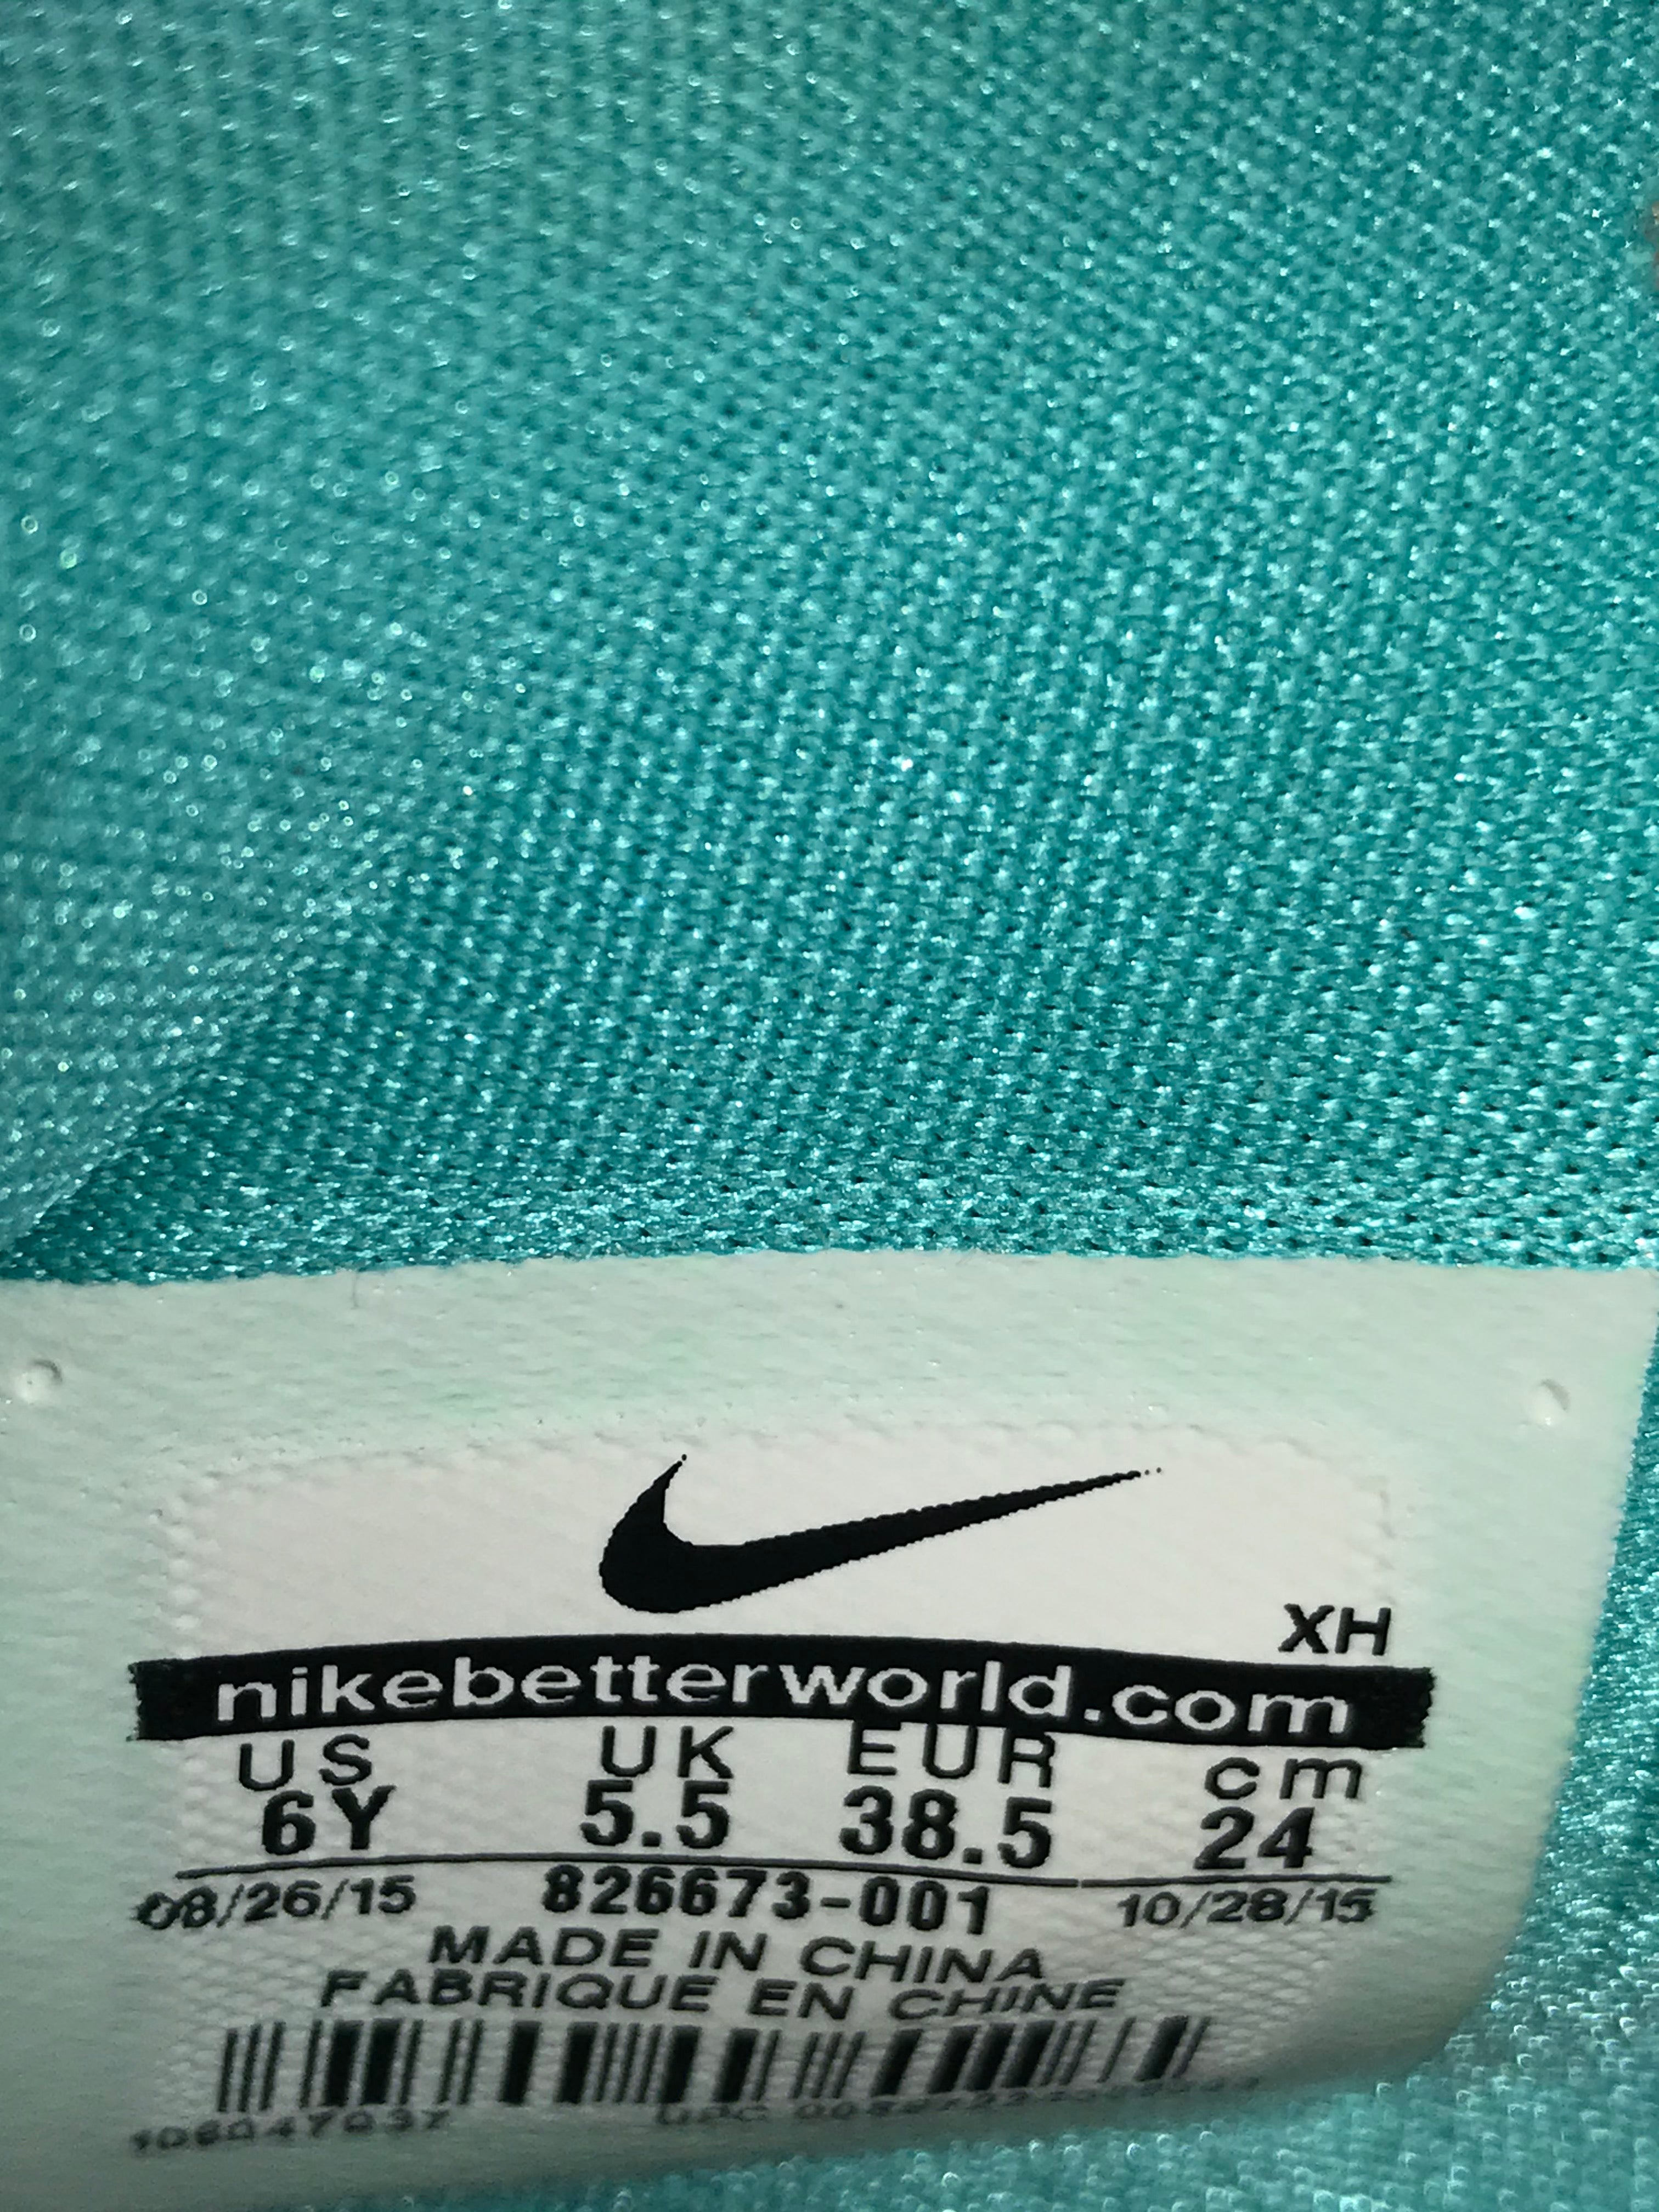 XH
nikebetterworld.com
US UK EUR cm
6Y 5.5 38.5 24
08/26/15 826673-001 10/28/15
MADE IN CHINA
FABRIQUE EN CHINE
UPC